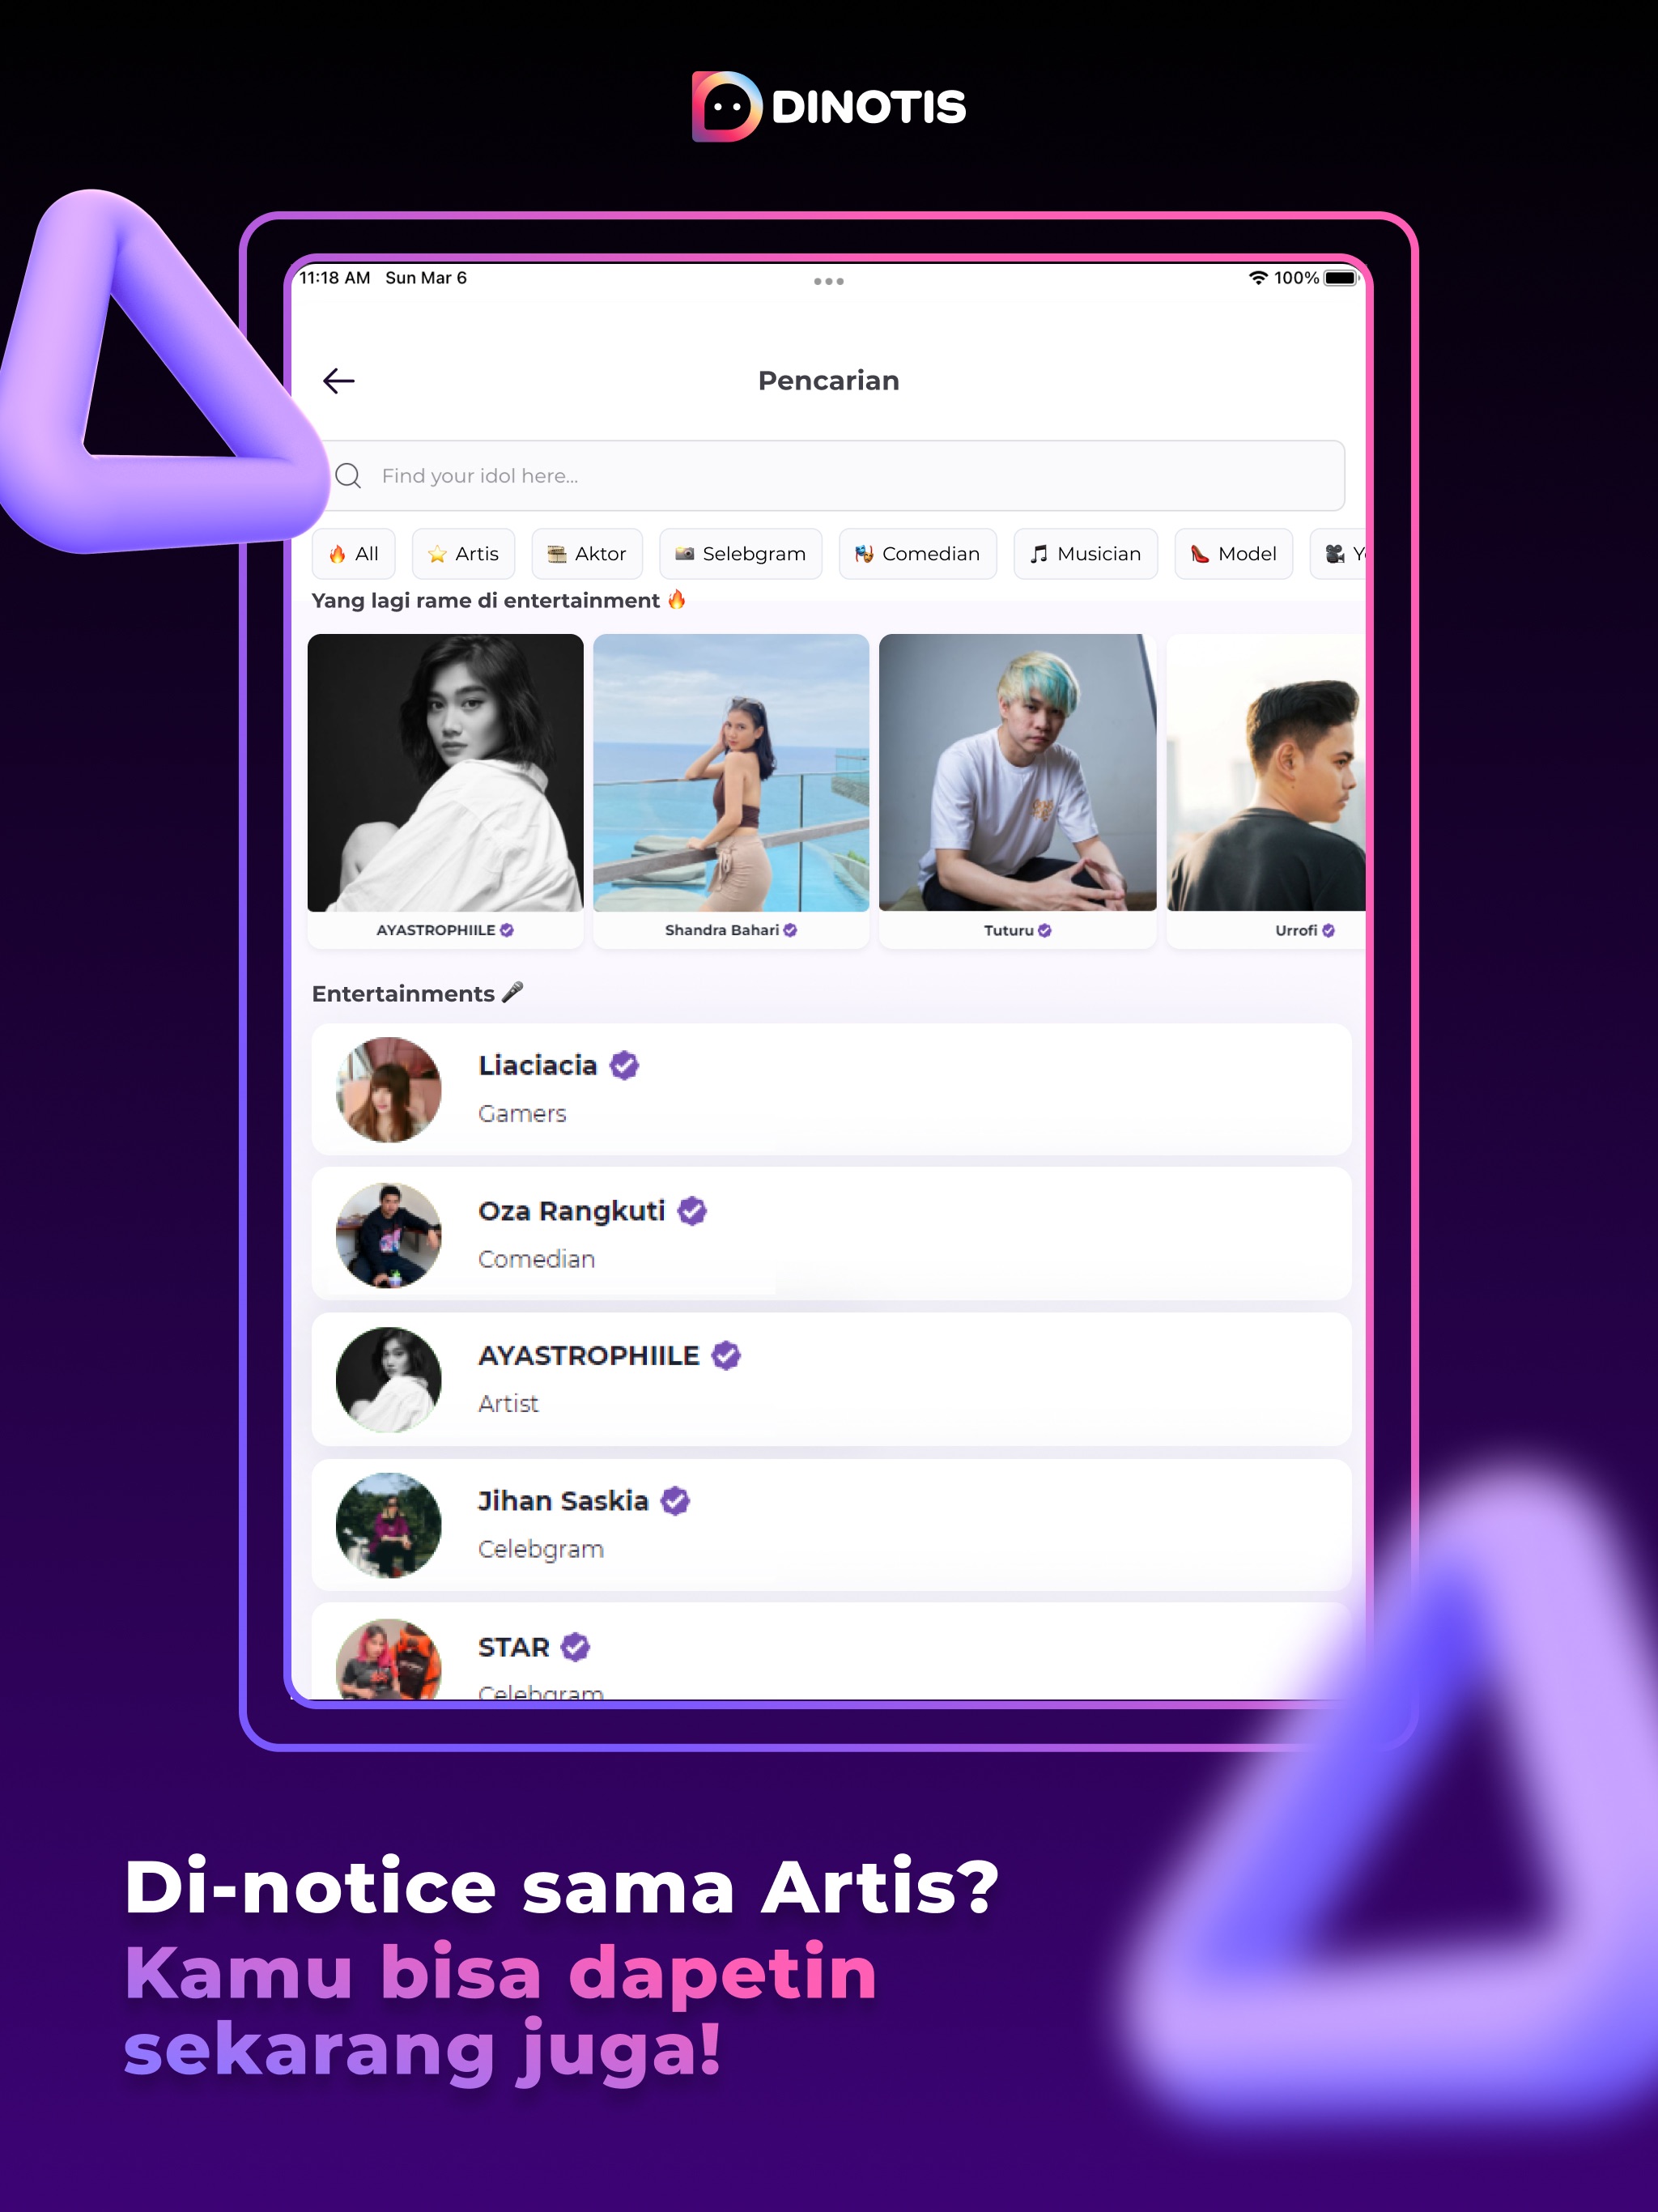 DINOTIS
11:18 AM Sun Mar 6
100%
Pencarian
Find your idol here...
All Artis Aktor Selebgram Comedian Musician Model
Yang lagi rame di entertainment
AYASTROPHIILE Shandra Bahari Tuturu Urrofi
Entertainments
Liaciacia
Gamers
Oza Rangkuti
Comedian
AYASTROPHIILE
Artist
Jihan Saskia
Celebgram
STAR
Celebgram
Di-notice sama Artis?
Kamu bisa dapetin
sekarang juga!